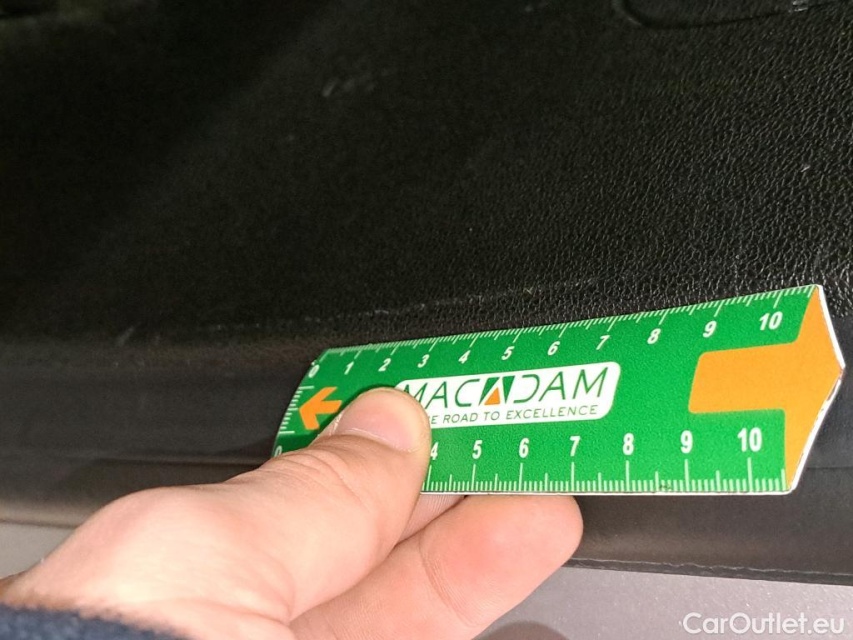 0 1 2 3 4 5 6 7 8 9 10
MACADAM
ROAD TO EXCELLENCE
4 5 6 7 8 9 10
CarOutlet.eu